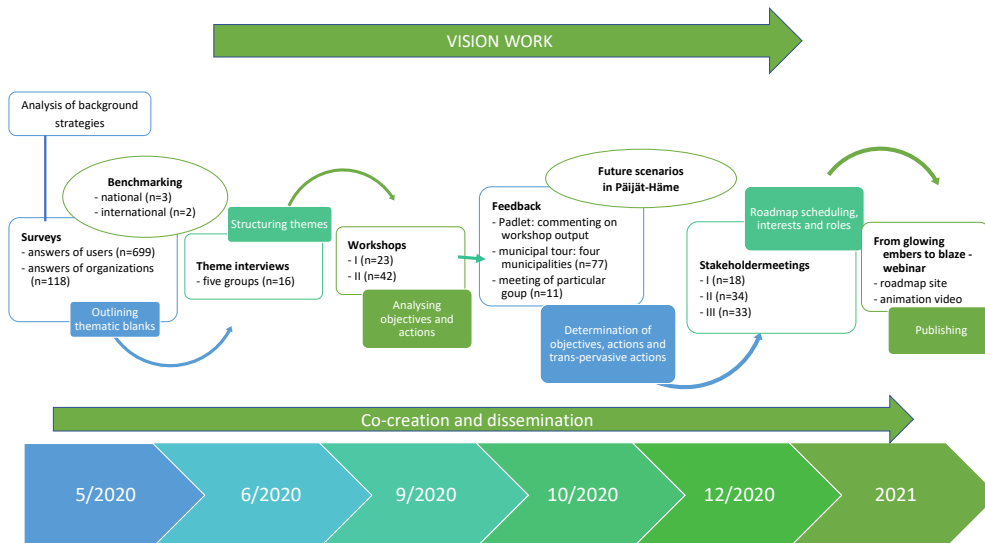 VISION WORK
Analysis of background
strategies
Benchmarking
- national (n=3)
- international (n=2)
Surveys
- answers of users (n=699)
- answers of organizations
(n=118)
Outlining
thematic blanks
Structuring themes
Theme interviews
- five groups (n=16)
Workshops
- I (n=23)
- II (n=42)
Analysing
objectives and
actions
Future scenarios
in Päijät-Häme
Feedback
- Padlet: commenting on
workshop output
- municipal tour: four
municipalities (n=77)
- meeting of particular
goup (n=11)
Determination of
objectives, actions and
trans-pervasive actions
Roadmap scheduling,
interests and roles
Stakeholdermeetings
- I (n=18)
- II (n=34)
- III (n=33)
From glowing
embers to blaze -
webinar
- roadmap site
- animation video
Publishing
Co-creation and dissemination
5/2020
6/2020
9/2020
10/2020
12/2020
2021